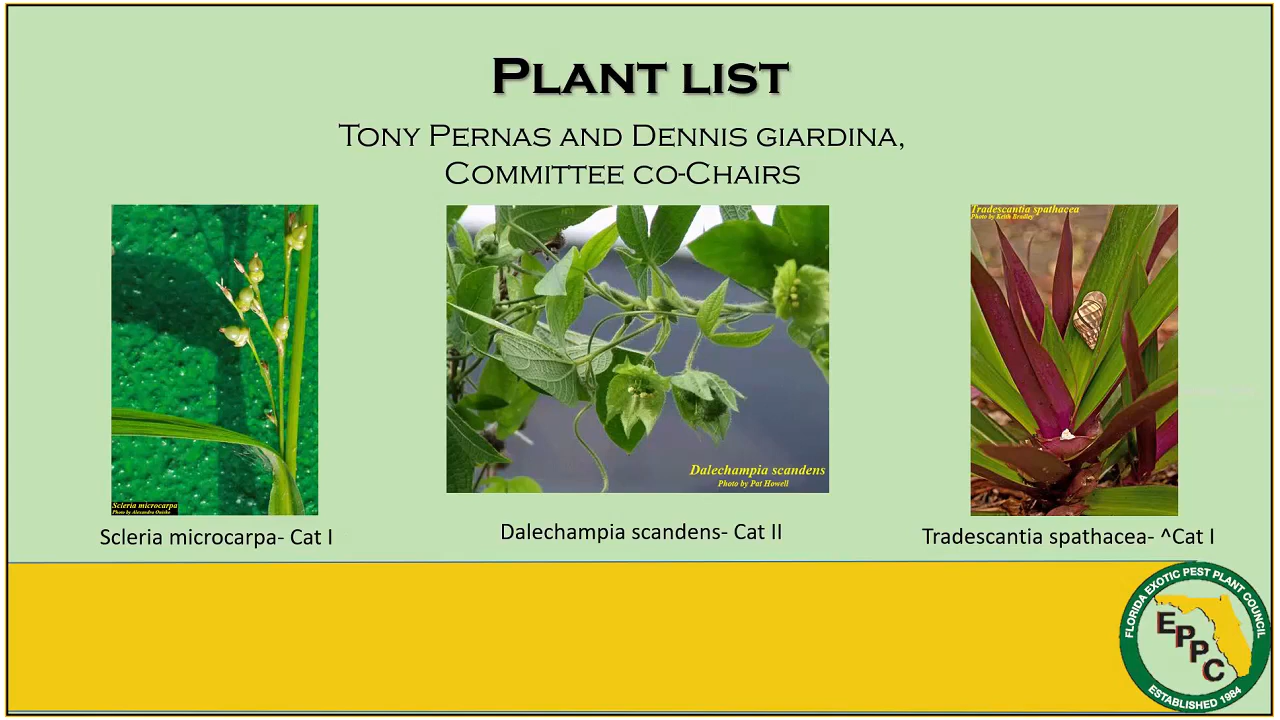 PLANT LIST
TONY PERNAS AND DENNIS GIARDINA,
COMMITTEE CO-CHAIRS
Tradescantia spathacea
Photo by Keith Bradley
Dalechampia scandens
Photo by Pat Howell
Scleria microcarpa
Scleria microcarpa- Cat I
Dalechampia scandens- Cat II
Tradescantia spathacea- ^Cat I
FLORIDA EXOTIC PEST PLANT COUNCIL
EPPC
ESTABLISHED 1984